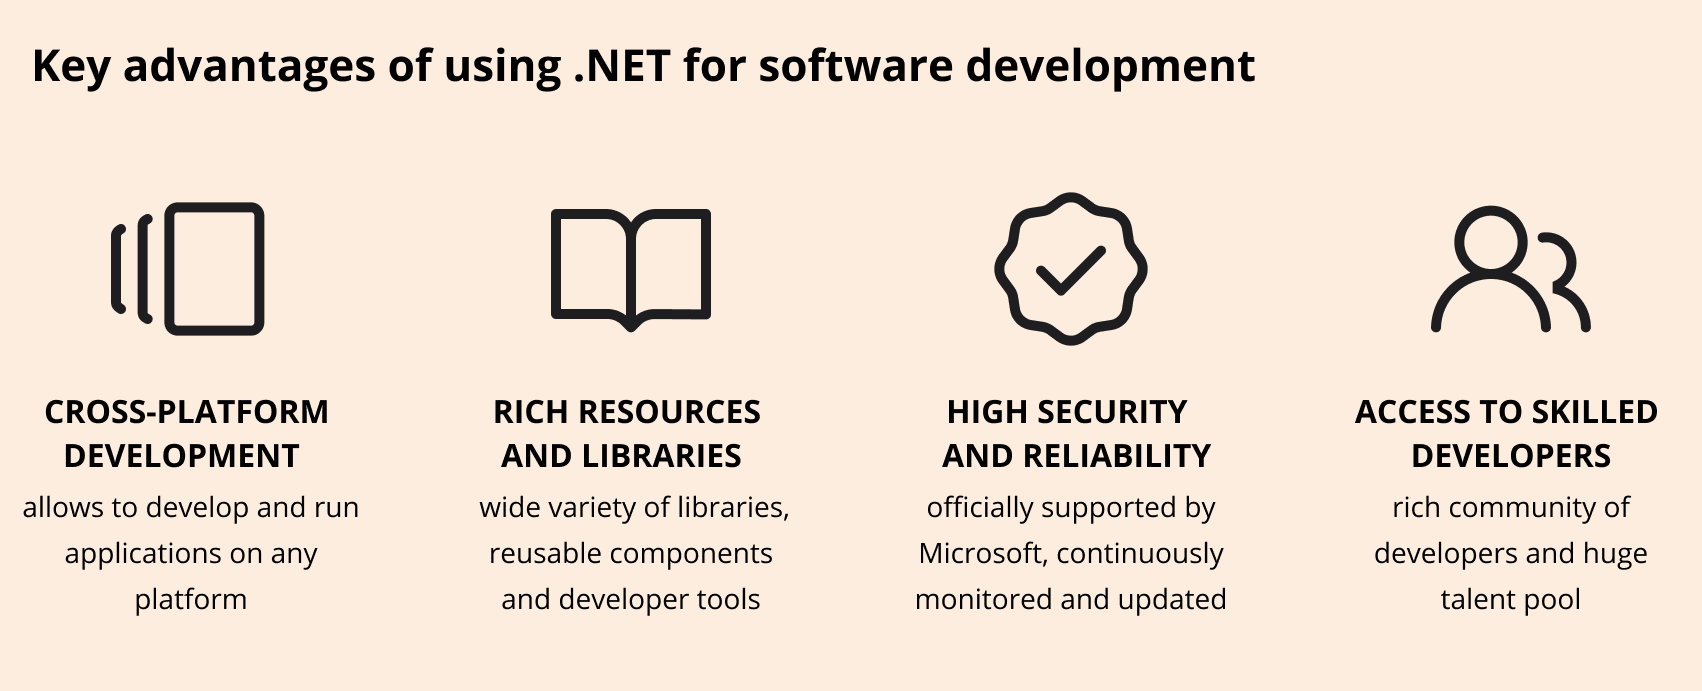 Key advantages of using .NET for software development
CROSS-PLATFORM
DEVELOPMENT
allows to develop and run
applications on any
platform
RICH RESOURCES
AND LIBRARIES
wide variety of libraries,
reusable components
and developer tools
HIGH SECURITY
AND RELIABILITY
officially supported by
Microsoft, continuously
monitored and updated
ACCESS TO SKILLED
DEVELOPERS
rich community of
developers and huge
talent pool